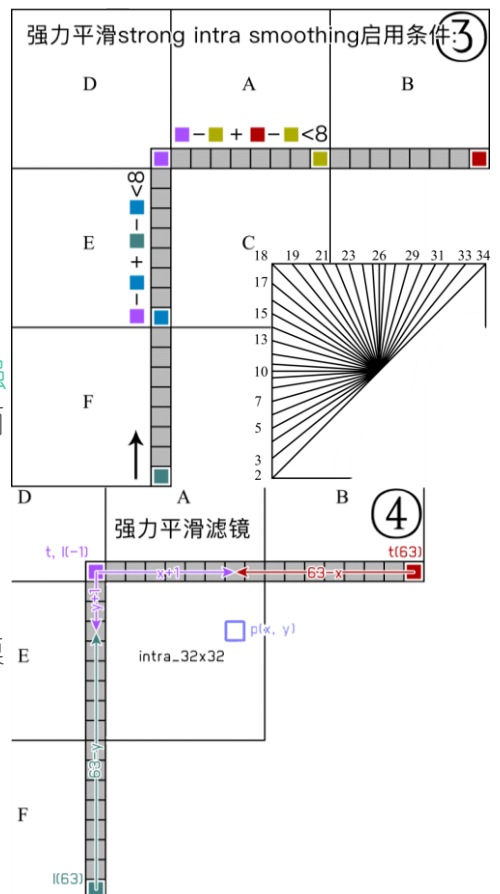 强力平滑strong intra smoothing启用条件:
③
D
A
B
− + − <8
− + − <8
E
C
18 19 21 23 26 29 31 33 34
17
15
13
10
7
5
3
2
F
D
A
B
④
强力平滑滤镜
t, l(-1)
t(63)
x+1
63-x
y+1
p(x, y)
E
intra_32x32
63-y
F
l(63)